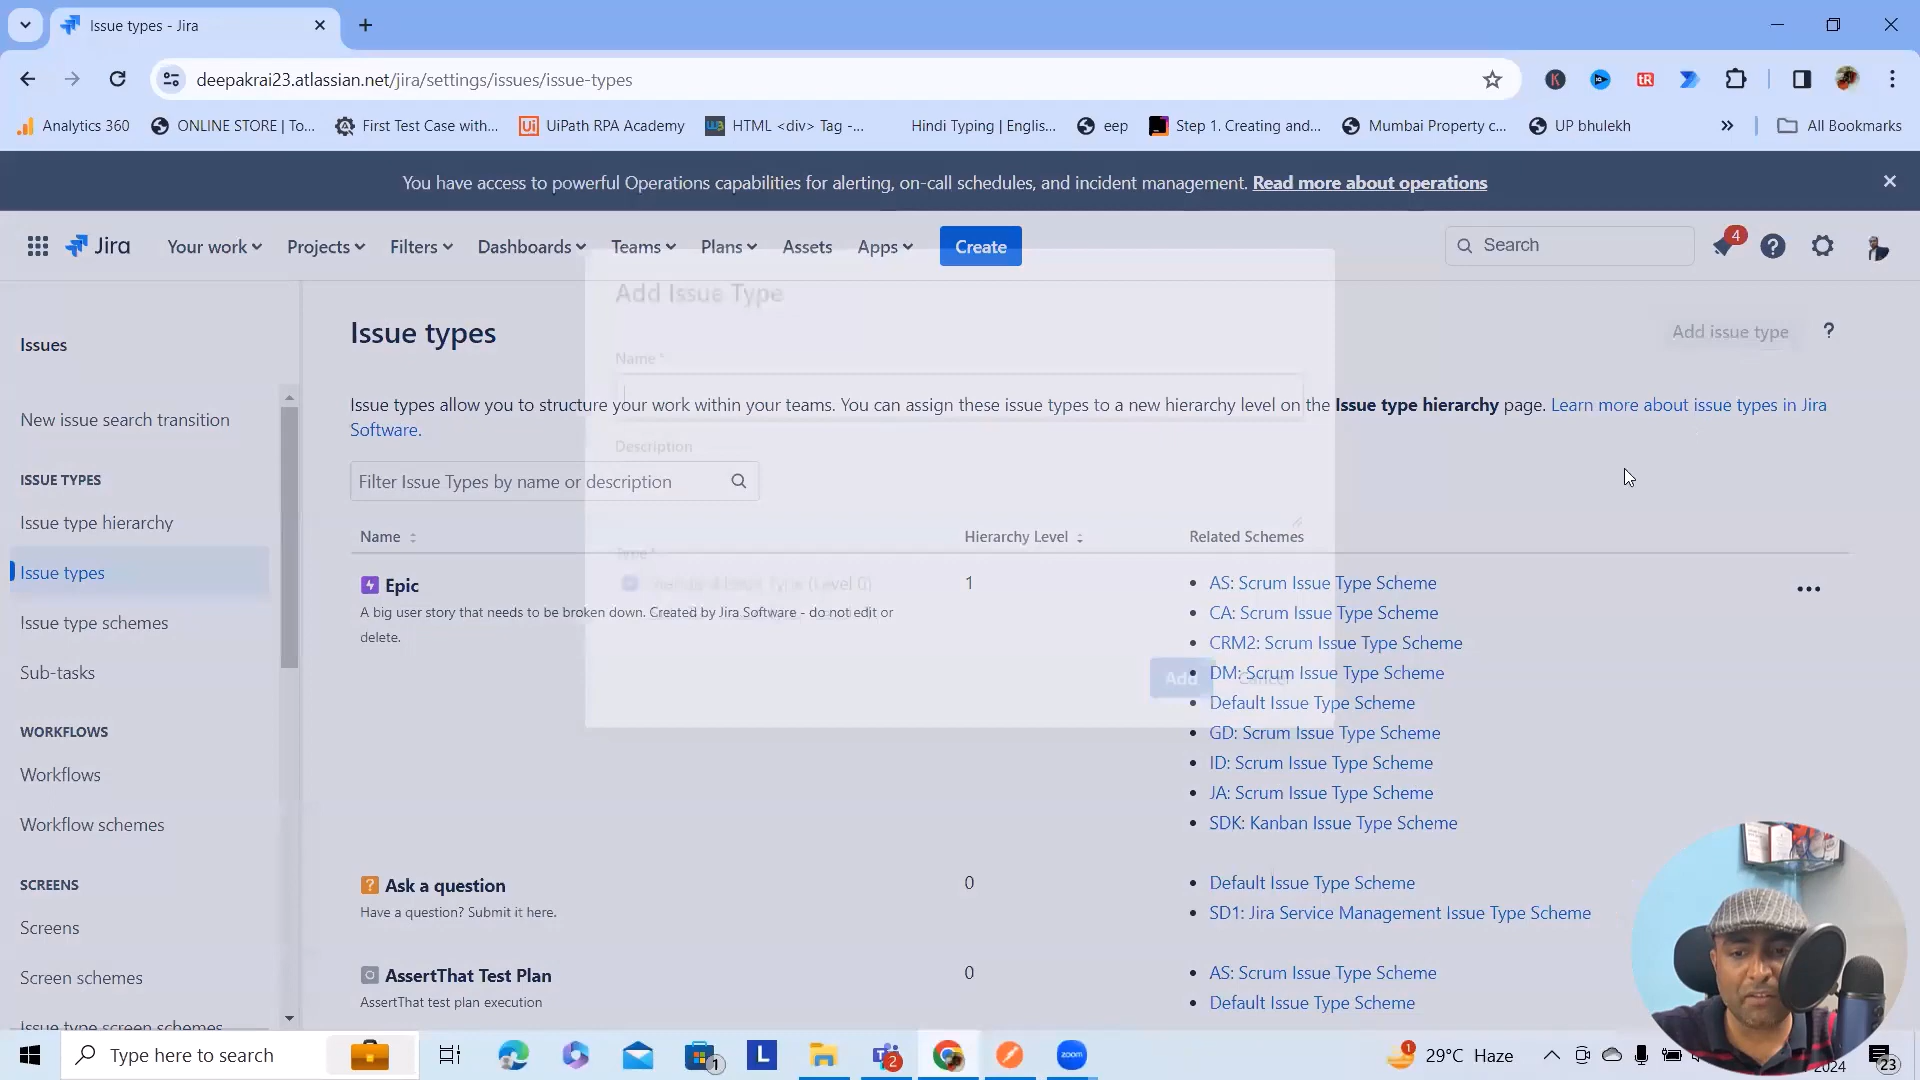 Issue types - Jira
deepakrai23.atlassian.net/jira/settings/issues/issue-types
Analytics 360
ONLINE STORE | To...
First Test Case with...
UiPath RPA Academy
HTML <div> Tag -...
Hindi Typing | Englis...
eep
Step 1. Creating and...
Mumbai Property c...
UP bhulekh
All Bookmarks
You have access to powerful Operations capabilities for alerting, on-call schedules, and incident management. Read more about operations
Jira
Your work
Projects
Filters
Dashboards
Teams
Plans
Assets
Apps
Create
Search
4
Issues
New issue search transition
ISSUE TYPES
Issue type hierarchy
Issue types
Issue type schemes
Sub-tasks
WORKFLOWS
Workflows
Workflow schemes
SCREENS
Screens
Screen schemes
Issue type screen schemes
Issue types
Add issue type
?
Issue types allow you to structure your work within your teams. You can assign these issue types to a new hierarchy level on the Issue type hierarchy page. Learn more about issue types in Jira
Software.
Filter Issue Types by name or description
Name
Hierarchy Level
Related Schemes
Epic
A big user story that needs to be broken down. Created by Jira Software - do not edit or
delete.
1
AS: Scrum Issue Type Scheme
CA: Scrum Issue Type Scheme
CRM2: Scrum Issue Type Scheme
DM: Scrum Issue Type Scheme
Default Issue Type Scheme
GD: Scrum Issue Type Scheme
ID: Scrum Issue Type Scheme
JA: Scrum Issue Type Scheme
SDK: Kanban Issue Type Scheme
Ask a question
Have a question? Submit it here.
0
Default Issue Type Scheme
SD1: Jira Service Management Issue Type Scheme
AssertThat Test Plan
AssertThat test plan execution
0
AS: Scrum Issue Type Scheme
Default Issue Type Scheme
Add Issue Type
Name *
Description
Type *
Issue Type (Level 0)
Add
Cancel
Type here to search
1
L
2
zoom
1
29°C Haze
2024
23